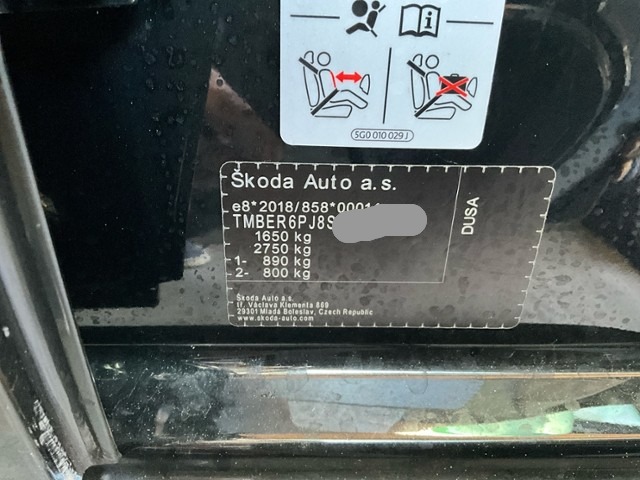 5G0 010 029 J
Škoda Auto a.s.
e8*2018/858*0001
TMBER6PJ8S
1650 kg
2750 kg
1- 890 kg
2- 800 kg
DUSA
Škoda Auto a.s.
tř. Václava Klementa 869
29301 Mladá Boleslav, Czech Republic
www.skoda-auto.com